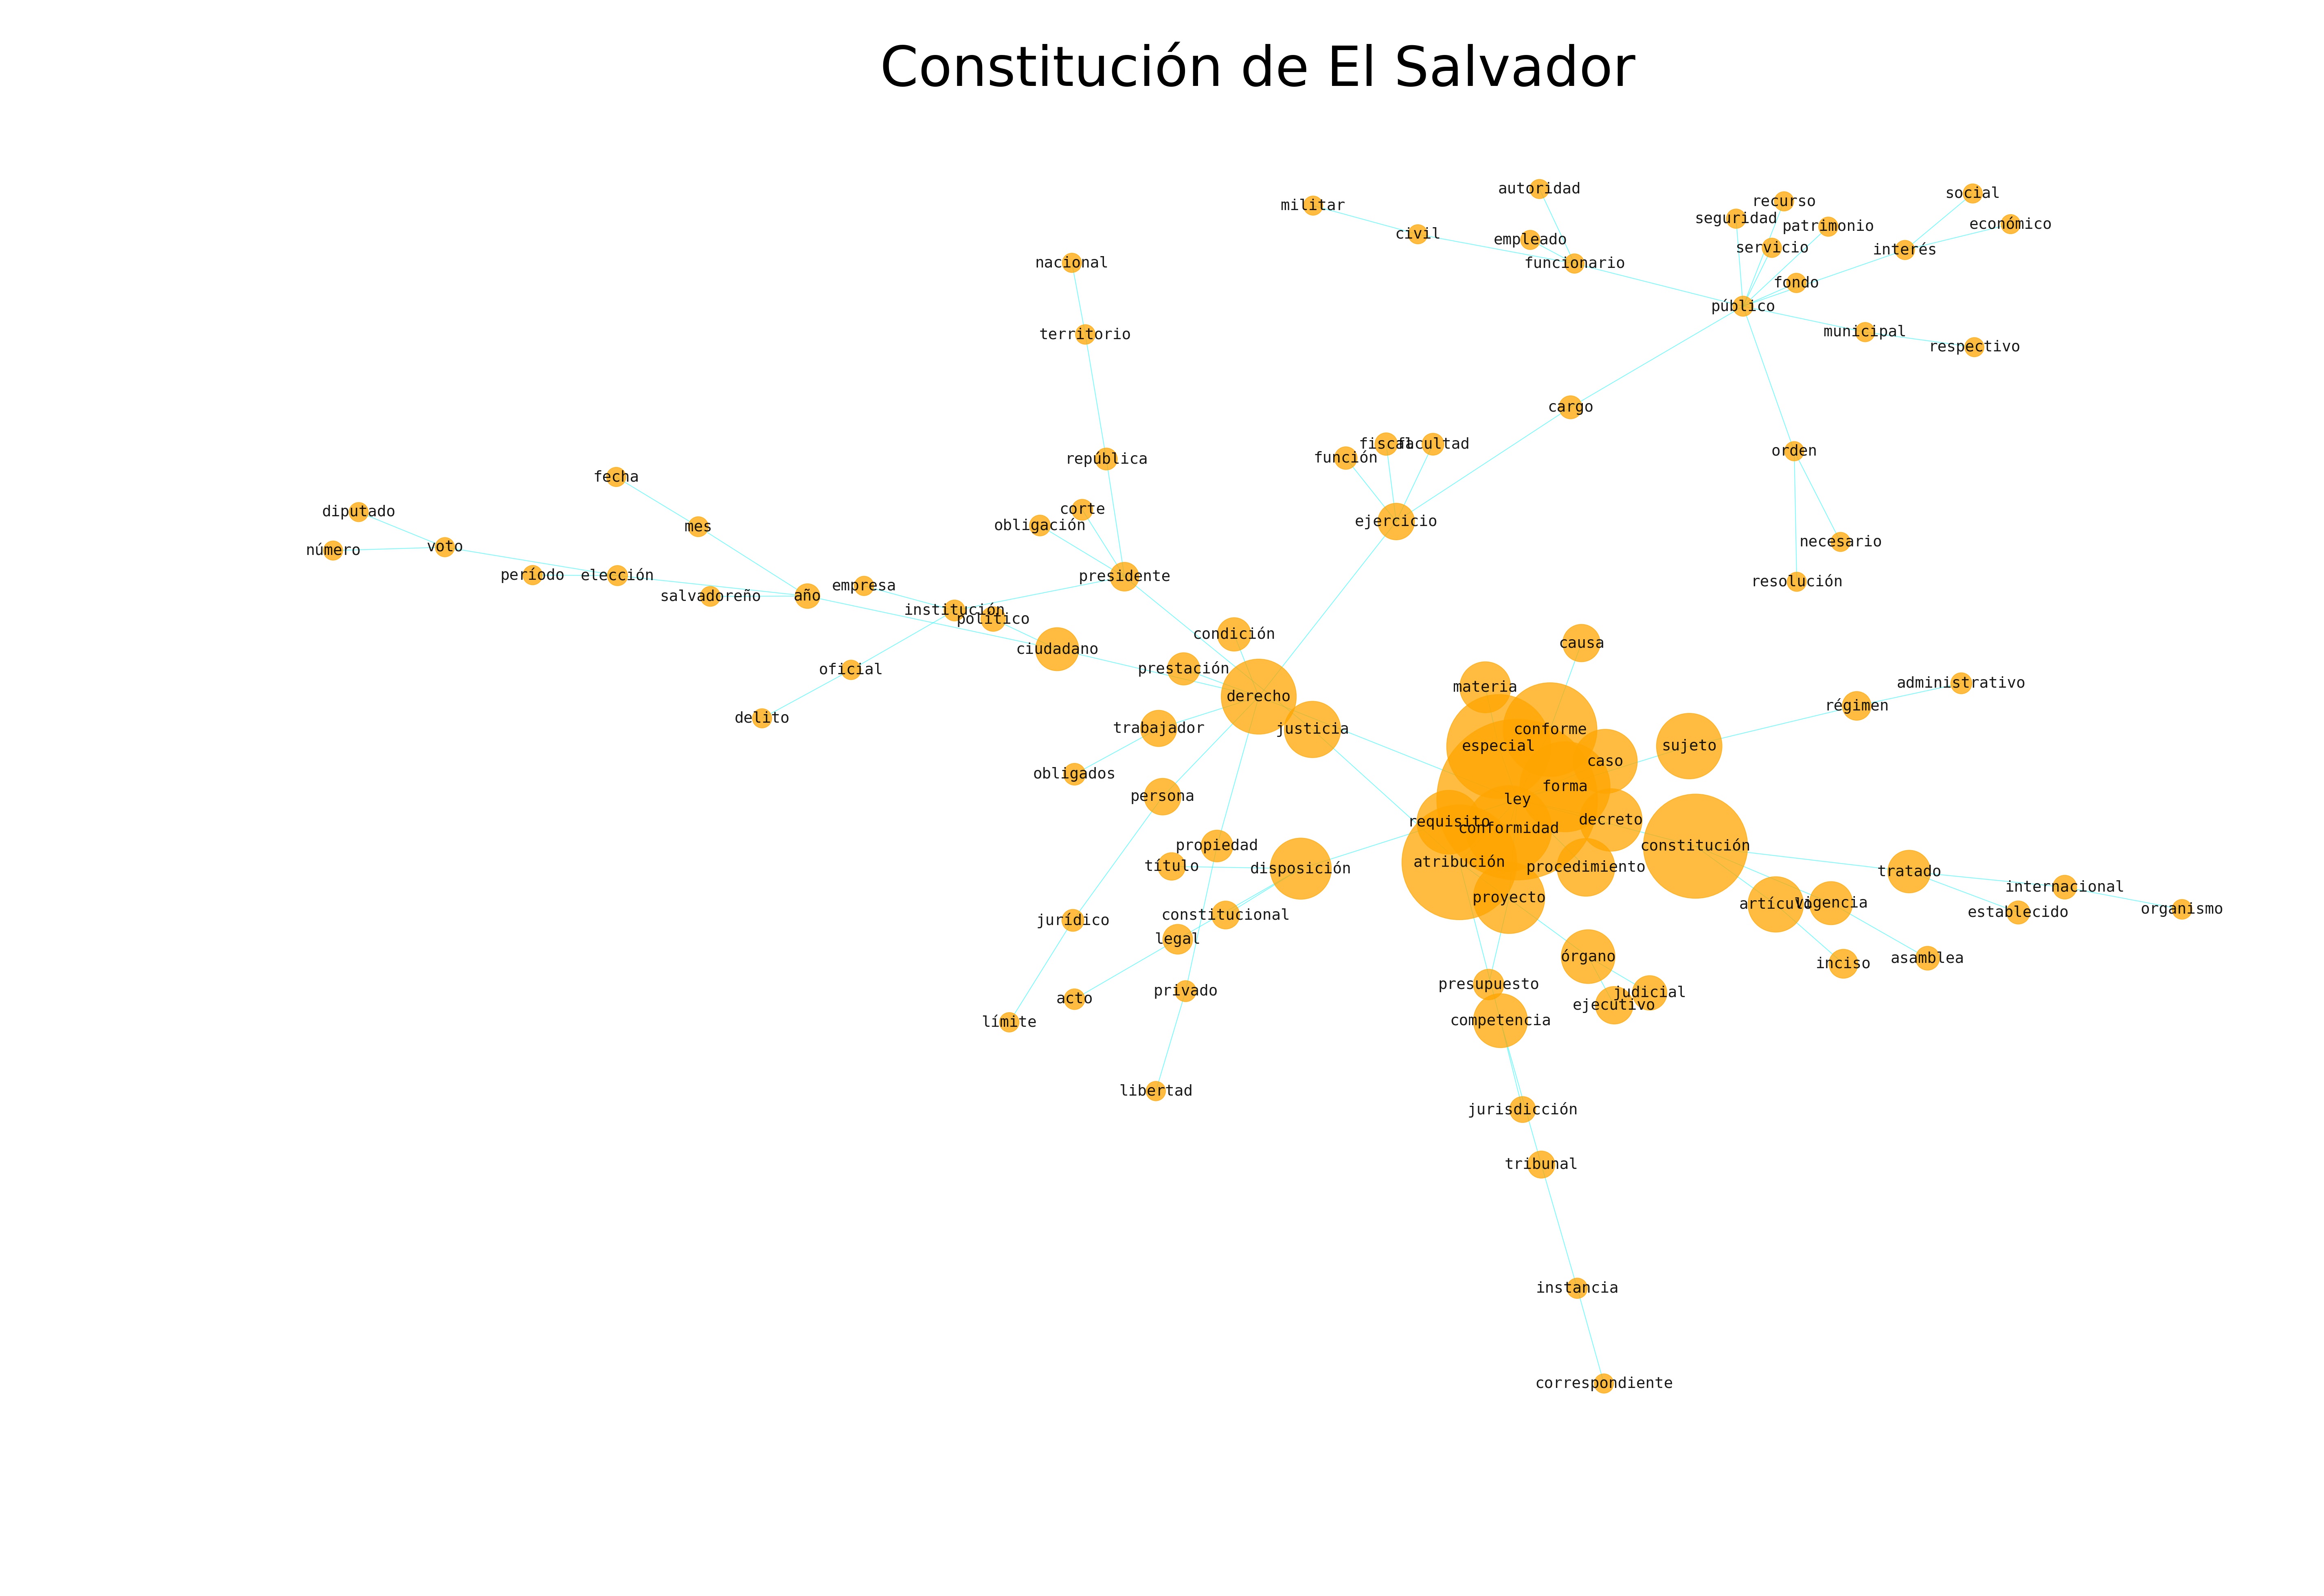 Constitución de El Salvador
autoridad
militar
social
recurso
seguridad
económico
patrimonio
civil
empleado
servicio
interés
nacional
funcionario
fondo
público
territorio
municipal
respectivo
cargo
fiscal
facultad
función
orden
república
fecha
corte
diputado
ejercicio
obligación
mes
necesario
voto
número
período
elección
presidente
resolución
empresa
salvadoreño
año
institución
político
condición
causa
ciudadano
prestación
oficial
administrativo
materia
derecho
régimen
delito
trabajador
justicia
conforme
especial
sujeto
caso
obligados
forma
persona
ley
requisito
decreto
conformidad
propiedad
constitución
atribución
título
disposición
procedimiento
tratado
internacional
proyecto
artículo
vigencia
organismo
establecido
constitucional
jurídico
legal
órgano
asamblea
inciso
presupuesto
privado
judicial
acto
ejecutivo
límite
competencia
libertad
jurisdicción
tribunal
instancia
correspondiente